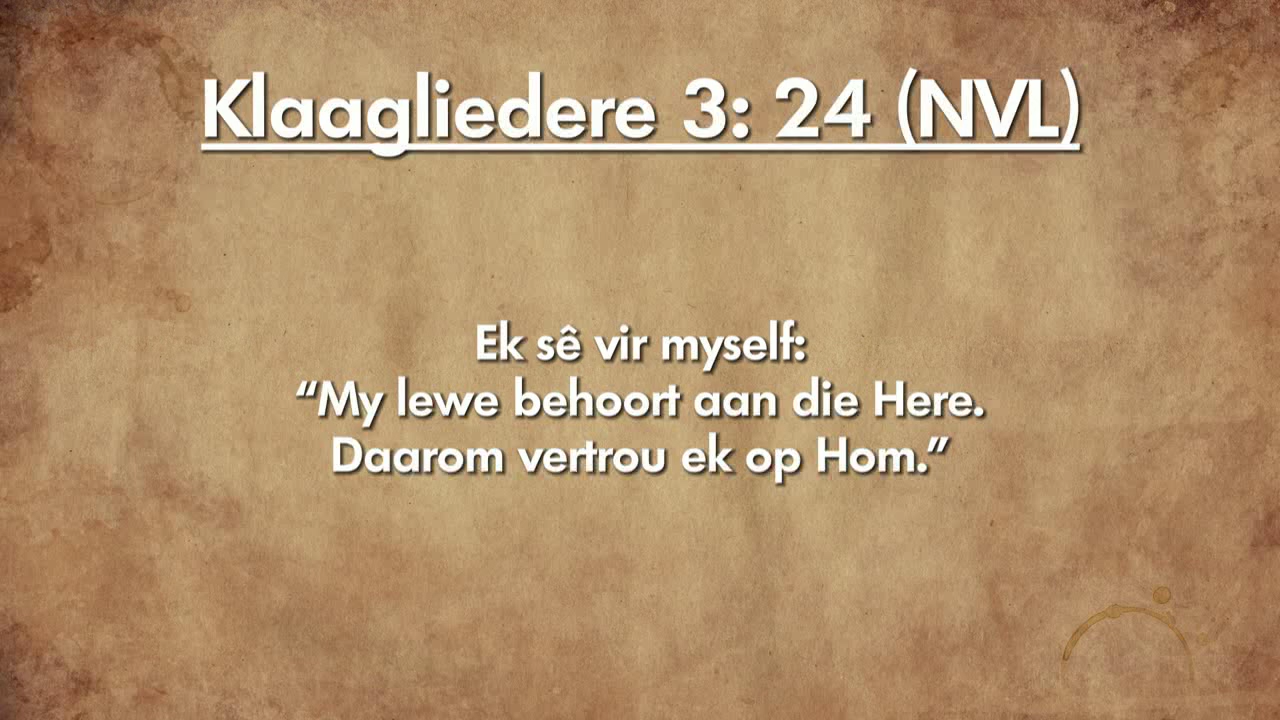 Klaagliedere 3: 24 (NVL)
Ek sê vir myself:
“My lewe behoort aan die Here.
Daarom vertrou ek op Hom.”